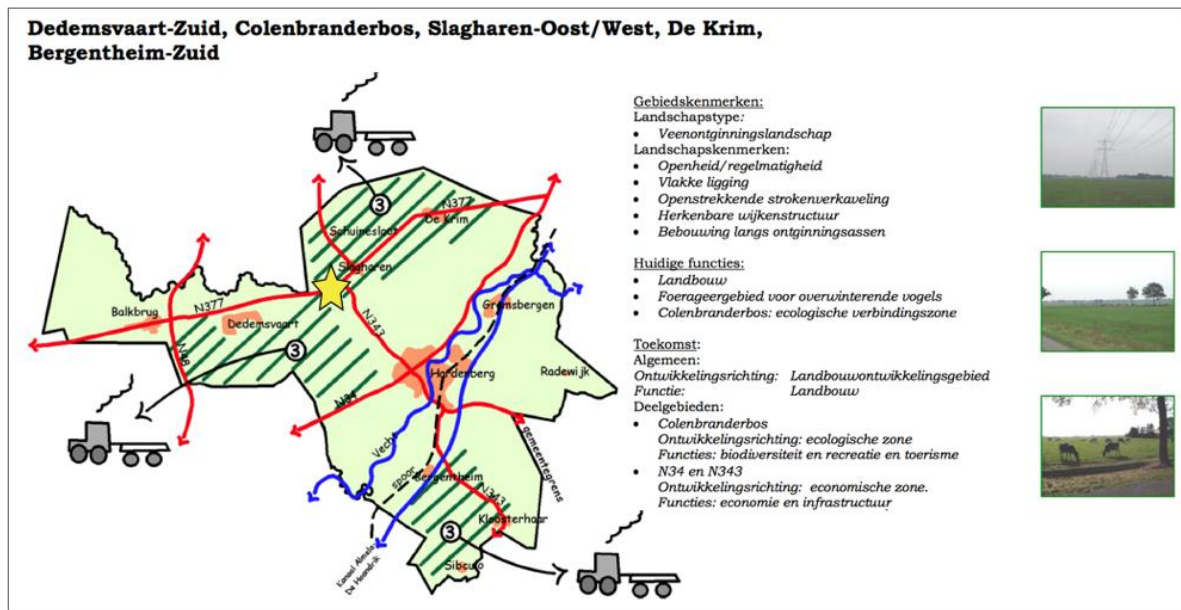 Dedemsvaart-Zuid, Colenbranderbos, Slagharen-Oost/West, De Krim,
Bergentheim-Zuid
Gebiedskenmerken:
Landschapstype:
• Veenontginningslandschap
Landschapskenmerken:
• Openheid/regelmatigheid
• Vlakke ligging
• Openstrekkende strokenverkaveling
• Herkenbare wijkenstructuur
• Bebouwing langs ontginningsassen
Huidige functies:
• Landbouw
• Foerageergebied voor overwinterende vogels
• Colenbranderbos: ecologische verbindingszone
Toekomst:
Algemeen:
Ontwikkelingsrichting: Landbouwontwikkelingsgebied
Functie: Landbouw
Deelgebieden:
• Colenbranderbos
Ontwikkelingsrichting: ecologische zone
Functies: biodiversiteit en recreatie en toerisme
• N34 en N343
Ontwikkelingsrichting: economische zone.
Functies: economie en infrastructuur
3
N377
De Krim
Schuineslaat
Slagharen
Gramsbergen
N377
Balkbrug
Dedemsvaart
N343
3
N48
Hardenberg
Radewijk
N34
Vecht
gemeentegrens
spoor
Bergentheim
N343
Kloosterhaar
3
Kanaal Almelo
De Haandrik
Sibculo